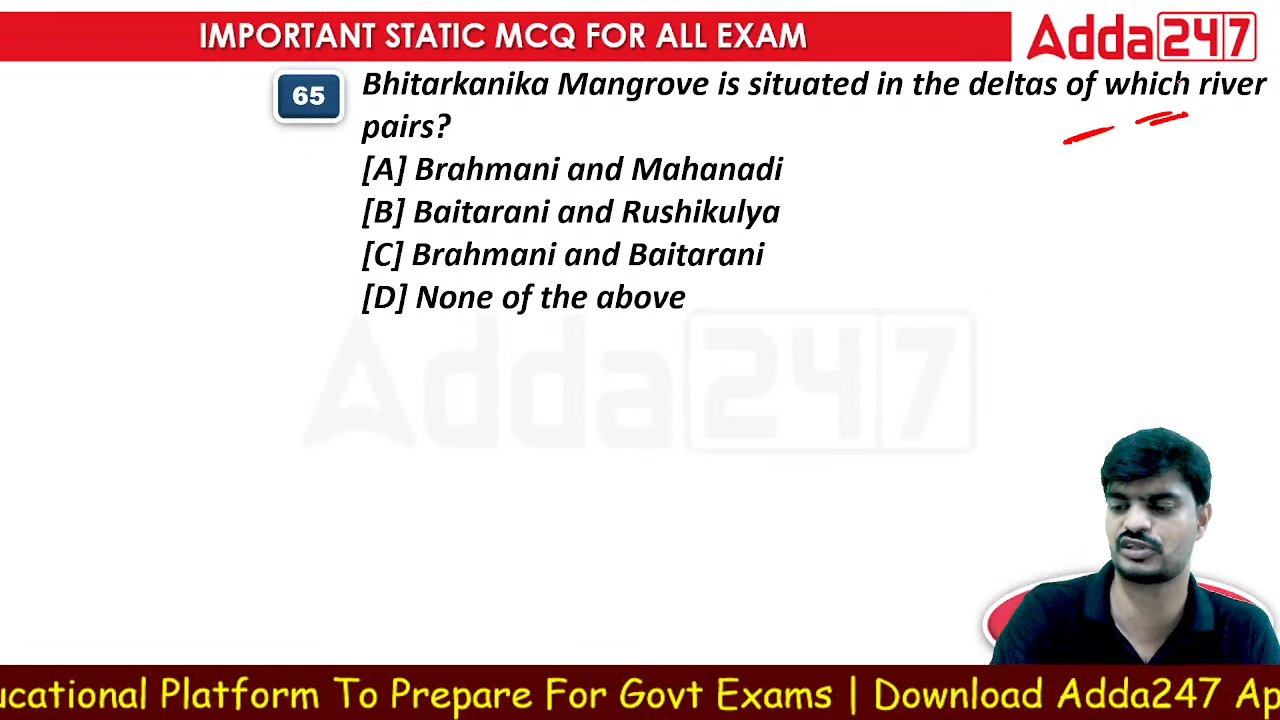 IMPORTANT STATIC MCQ FOR ALL EXAM
Adda247
65
Bhitarkanika Mangrove is situated in the deltas of which river
pairs?
[A] Brahmani and Mahanadi
[B] Baitarani and Rushikulya
[C] Brahmani and Baitarani
[D] None of the above
Adda247
ucational Platform To Prepare For Govt Exams | Download Adda247 Ap